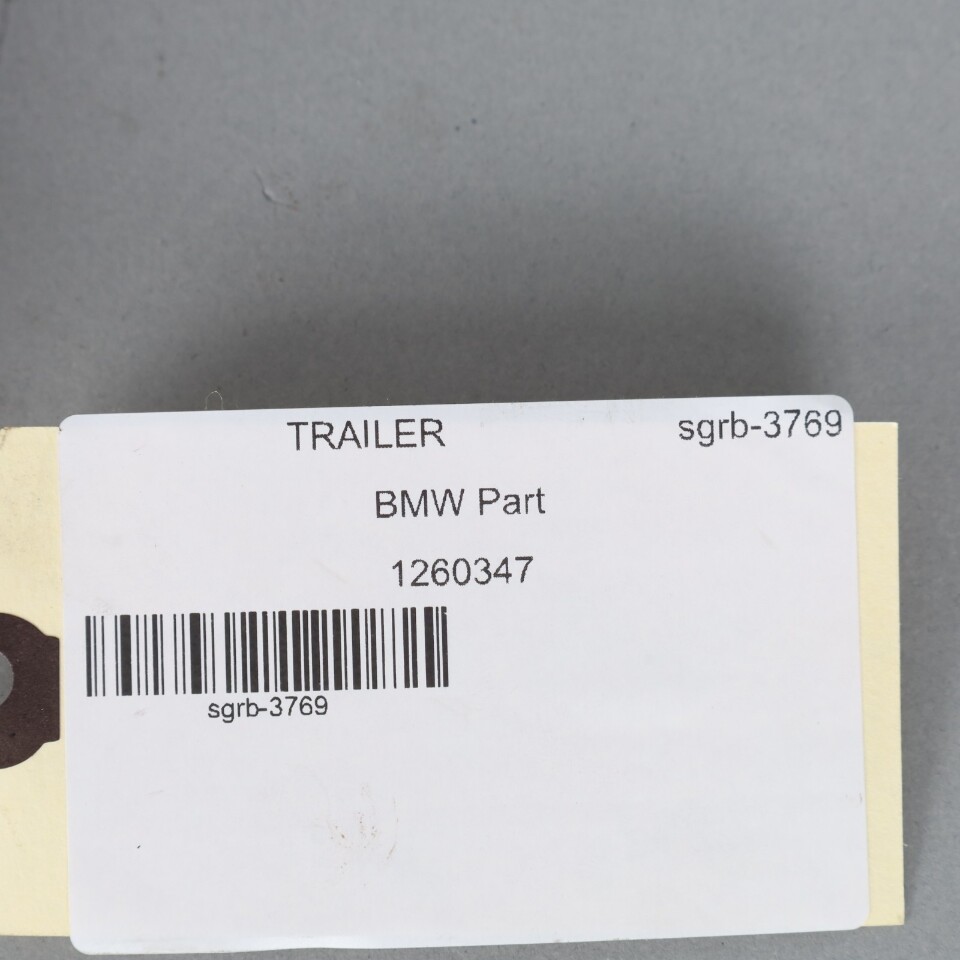 TRAILER sgrb-3769
BMW Part
1260347
sgrb-3769